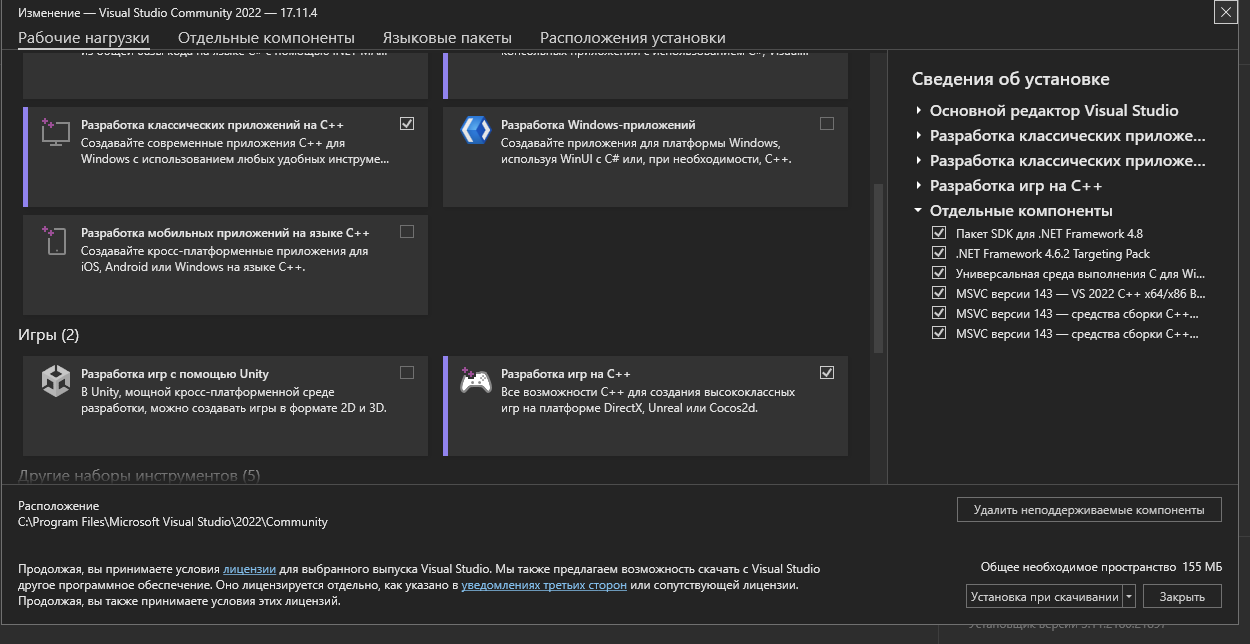 Изменение — Visual Studio Community 2022 — 17.11.4
Рабочие нагрузки
Отдельные компоненты
Языковые пакеты
Расположения установки
Разработка классических приложений на C++
Создавайте современные приложения C++ для
Windows с использованием любых удобных инструме...
Разработка Windows-приложений
Создавайте приложения для платформы Windows,
используя WinUI с C# или, при необходимости, C++.
Разработка мобильных приложений на языке C++
Создавайте кросс-платформенные приложения для
iOS, Android или Windows на языке C++.
Игры (2)
Разработка игр с помощью Unity
В Unity, мощной кросс-платформенной среде
разработки, можно создавать игры в формате 2D и 3D.
Разработка игр на C++
Все возможности C++ для создания высококлассных
игр на платформе DirectX, Unreal или Cocos2d.
Другие наборы инструментов (5)
Сведения об установке
Основной редактор Visual Studio
Разработка классических приложе...
Разработка классических приложе...
Разработка игр на C++
Отдельные компоненты
Пакет SDK для .NET Framework 4.8
.NET Framework 4.6.2 Targeting Pack
Универсальная среда выполнения C для Wi...
MSVC версии 143 — VS 2022 C++ x64/x86 B...
MSVC версии 143 — средства сборки C++...
MSVC версии 143 — средства сборки C++...
Расположение
C:\Program Files\Microsoft Visual Studio\2022\Community
Удалить неподдерживаемые компоненты
Продолжая, вы принимаете условия лицензии для выбранного выпуска Visual Studio. Мы также предлагаем возможность скачать с Visual Studio
другое программное обеспечение. Оно лицензируется отдельно, как указано в уведомлениях третьих сторон или сопутствующей лицензии.
Продолжая, вы также принимаете условия этих лицензий.
Общее необходимое пространство 155 МБ
Установка при скачивании
Закрыть